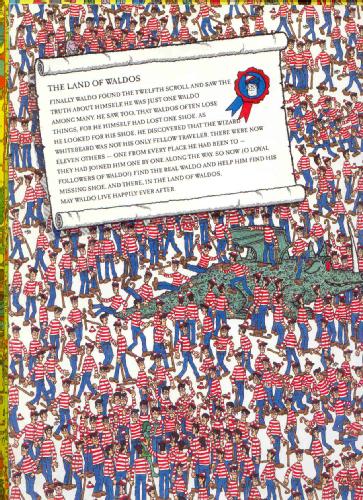 THE LAND OF WALDOS
FINALLY WALDO FOUND THE TWELFTH SCROLL AND SAW THE
TRUTH ABOUT HIMSELF. HE WAS JUST ONE WALDO
AMONG MANY. HE SAW, TOO, THAT WALDOS OFTEN LOSE
THINGS, FOR HE HIMSELF HAD LOST ONE SHOE. AS
HE LOOKED FOR HIS SHOE, HE DISCOVERED THAT THE WIZARD
WHITEBEARD WAS NOT HIS ONLY FELLOW TRAVELER. THERE WERE NOW
ELEVEN OTHERS — ONE FROM EVERY PLACE HE HAD BEEN TO —
THEY HAD JOINED HIM ONE BY ONE ALONG THE WAY. SO NOW (O LOYAL
FOLLOWERS OF WALDO!) FIND THE REAL WALDO AND HELP HIM FIND HIS
MISSING SHOE. AND THERE, IN THE LAND OF WALDOS,
MAY WALDO LIVE HAPPILY EVER AFTER.